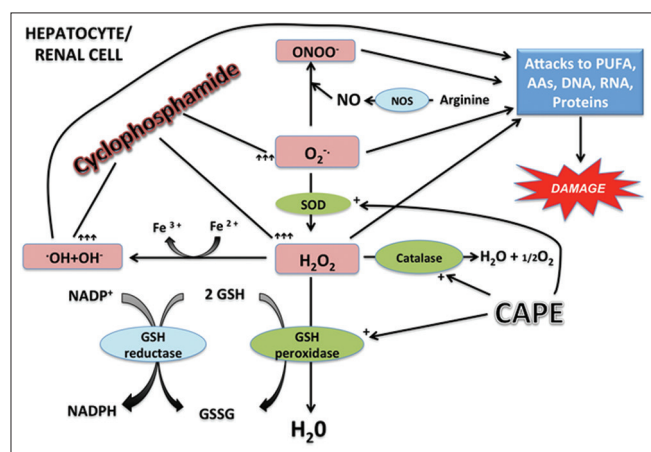 HEPATOCYTE/
RENAL CELL
ONOO⁻
Attacks to PUFA,
AAs, DNA, RNA,
Proteins
NO
NOS
Arginine
Cyclophosphamide
O₂⁻·
DAMAGE
SOD
+
Fe³⁺
Fe²⁺
·OH+OH⁻
H₂O₂
Catalase
H₂O + 1/2O₂
+
CAPE
NADP⁺
2 GSH
GSH
reductase
GSH
peroxidase
+
NADPH
GSSG
H₂0